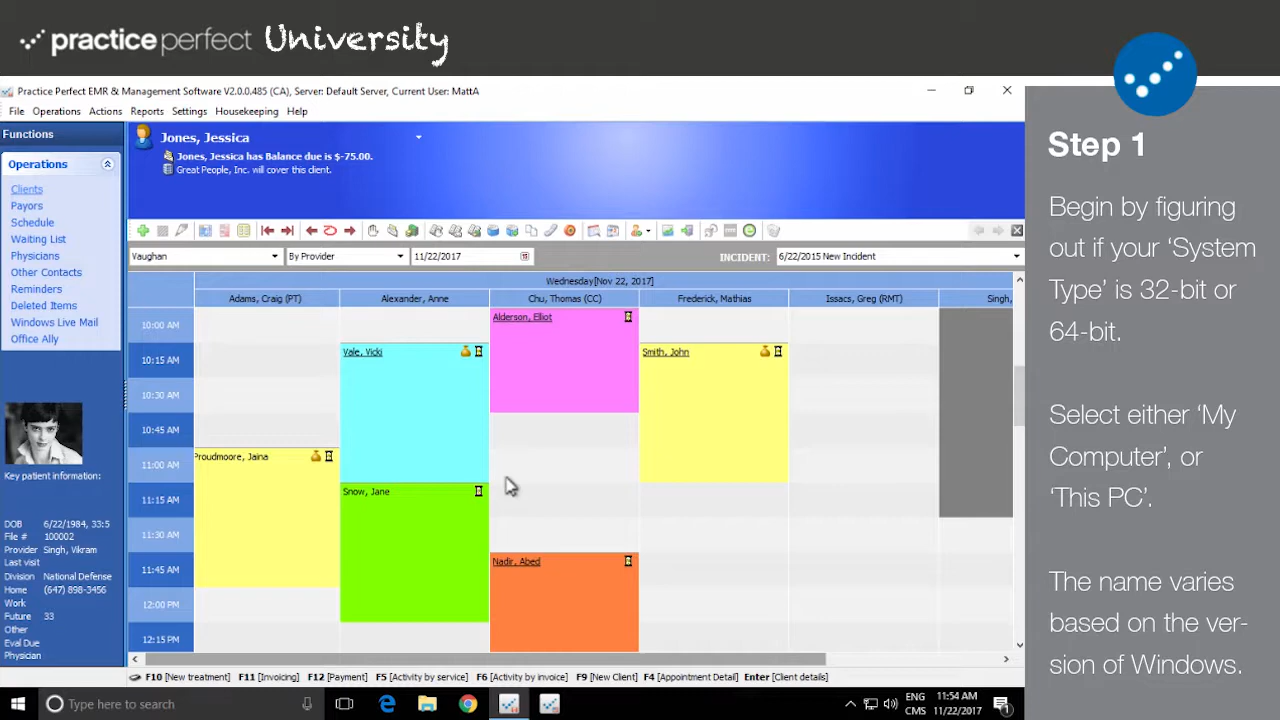 practiceperfect University
Practice Perfect EMR & Management Software V2.0.0.485 (CA), Server: Default Server, Current User: MattA
File Operations Actions Reports Settings Housekeeping Help
Functions
Operations
Clients
Payors
Schedule
Waiting List
Physicians
Other Contacts
Reminders
Deleted Items
Windows Live Mail
Office Ally
Key patient information:
DOB 6/22/1984, 33:5
File # 100002
Provider Singh, Vikram
Last visit
Division National Defense
Home (647) 898-3456
Work
Future 33
Other
Eval Due
Physician
Jones, Jessica
Jones, Jessica has Balance due is $-75.00.
Great People, Inc. will cover this client.
Vaughan By Provider 11/22/2017 INCIDENT: 6/22/2015 New Incident
Wednesday[Nov 22, 2017]
Adams, Craig (PT) Alexander, Anne Chu, Thomas (CC) Frederick, Mathias Issacs, Greg (RMT) Singh,
10:00 AM
Alderson, Elliot
10:15 AM
Vale, Vicki
Smith, John
10:30 AM
10:45 AM
11:00 AM
Proudmoore, Jaina
11:15 AM
Snow, Jane
11:30 AM
11:45 AM
Nadir, Abed
12:00 PM
12:15 PM
F10 [New treatment] F11 [Invoicing] F12 [Payment] F5 [Activity by service] F6 [Activity by invoice] F9 [New Client] F4 [Appointment Detail] Enter [Client details]
Type here to search
ENG 11:54 AM
CMS 11/22/2017
1
Step 1
Begin by figuring
out if your ‘System
Type’ is 32-bit or
64-bit.
Select either ‘My
Computer’, or
‘This PC’.
The name varies
based on the ver-
sion of Windows.